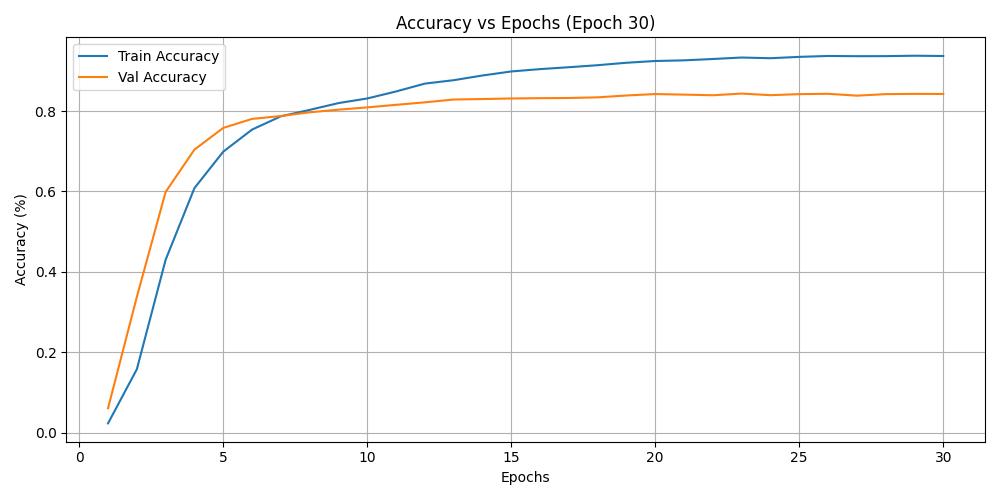 Accuracy vs Epochs (Epoch 30)
Train Accuracy
Val Accuracy
Accuracy (%)
0.8
0.6
0.4
0.2
0.0
0 5 10 15 20 25 30
Epochs